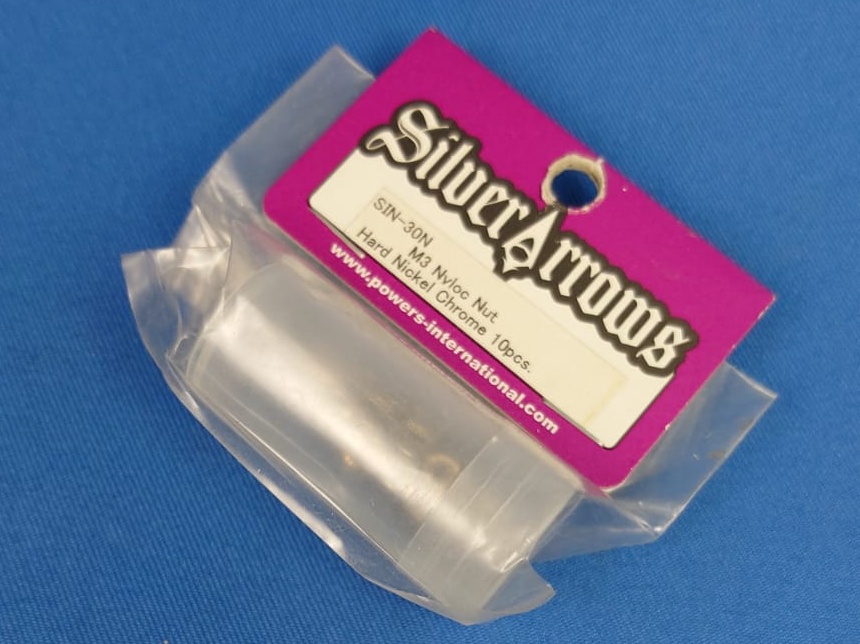 SilverArrows
SIN-30N
M3 Nyloc Nut
Hard Nickel Chrome 10pcs.
www.powers-international.com